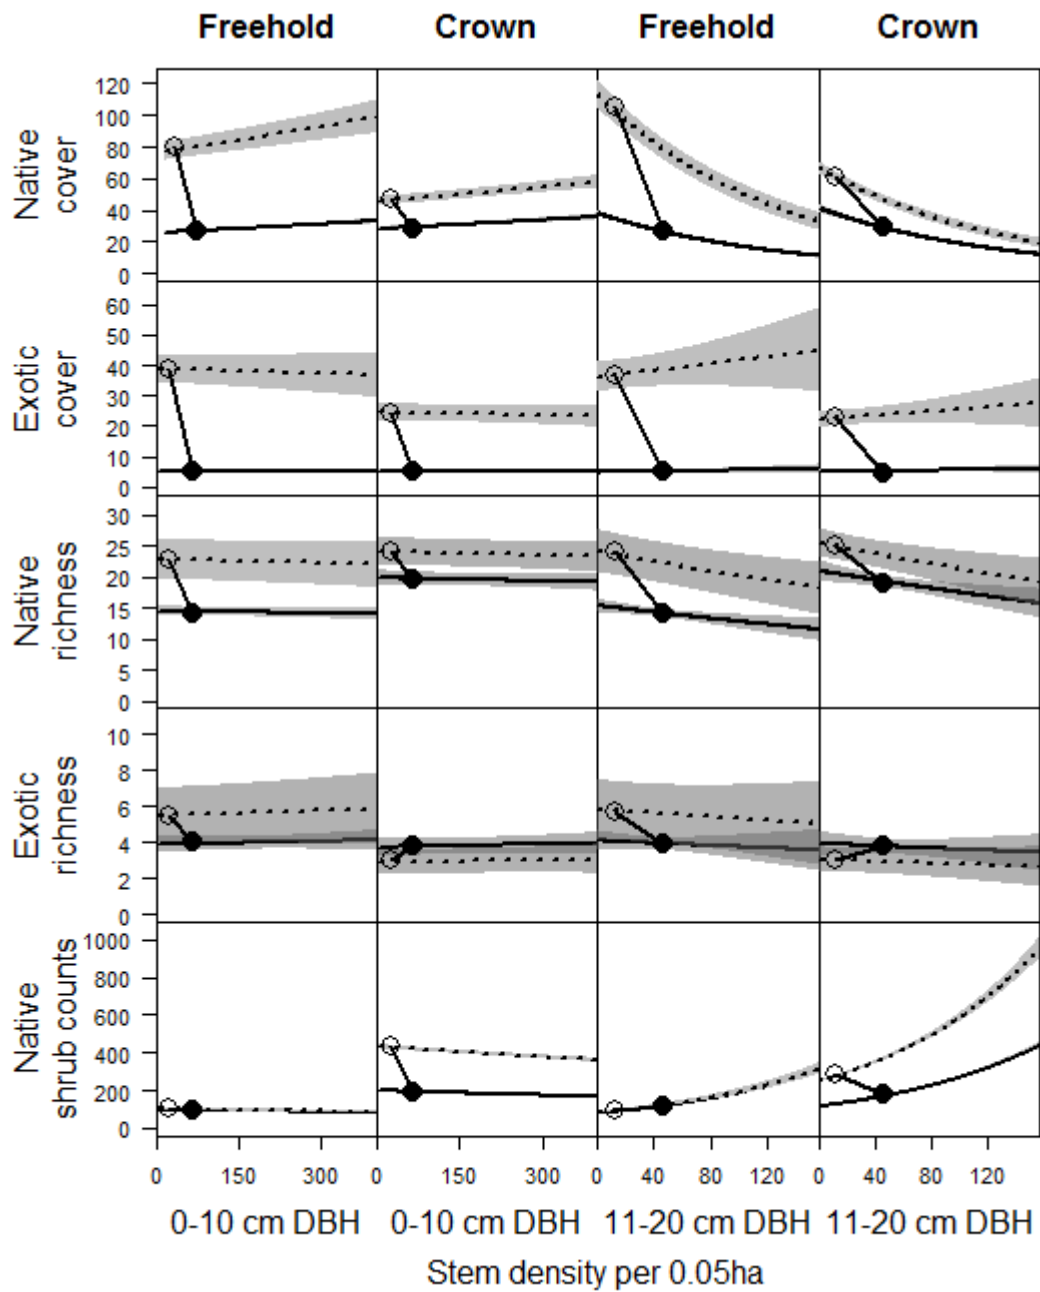 Freehold Crown Freehold Crown
Native
cover
120
100
80
60
40
20
0
Exotic
cover
60
50
40
30
20
10
0
Native
richness
30
25
20
15
10
5
0
Exotic
richness
10
8
6
4
2
0
Native
shrub counts
1000
800
600
400
200
0
0 150 300 0 150 300 0 40 80 120 0 40 80 120
0-10 cm DBH 0-10 cm DBH 11-20 cm DBH 11-20 cm DBH
Stem density per 0.05ha